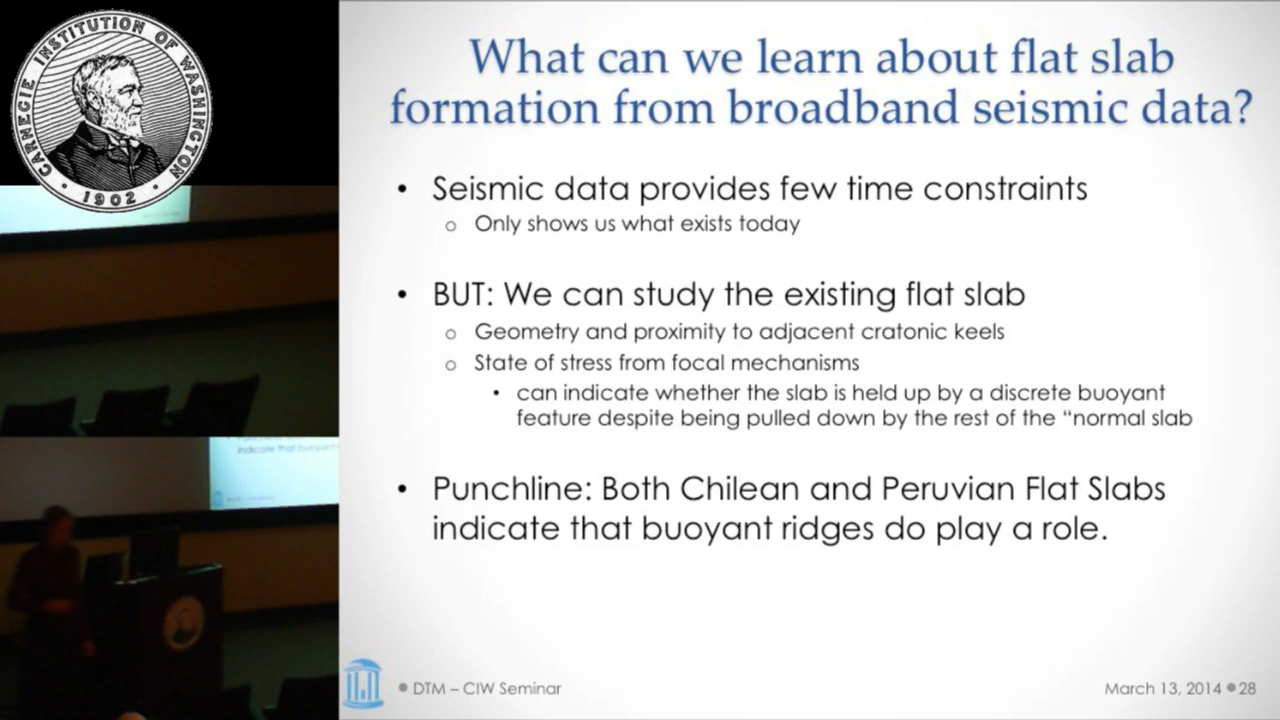 CARNEGIE INSTITUTION OF WASHINGTON
1902
What can we learn about flat slab
formation from broadband seismic data?
• Seismic data provides few time constraints
o Only shows us what exists today
• BUT: We can study the existing flat slab
o Geometry and proximity to adjacent cratonic keels
o State of stress from focal mechanisms
• can indicate whether the slab is held up by a discrete buoyant
feature despite being pulled down by the rest of the “normal slab
• Punchline: Both Chilean and Peruvian Flat Slabs
indicate that buoyant ridges do play a role.
indicate that buoyant
● DTM – CIW Seminar
March 13, 2014 ● 28